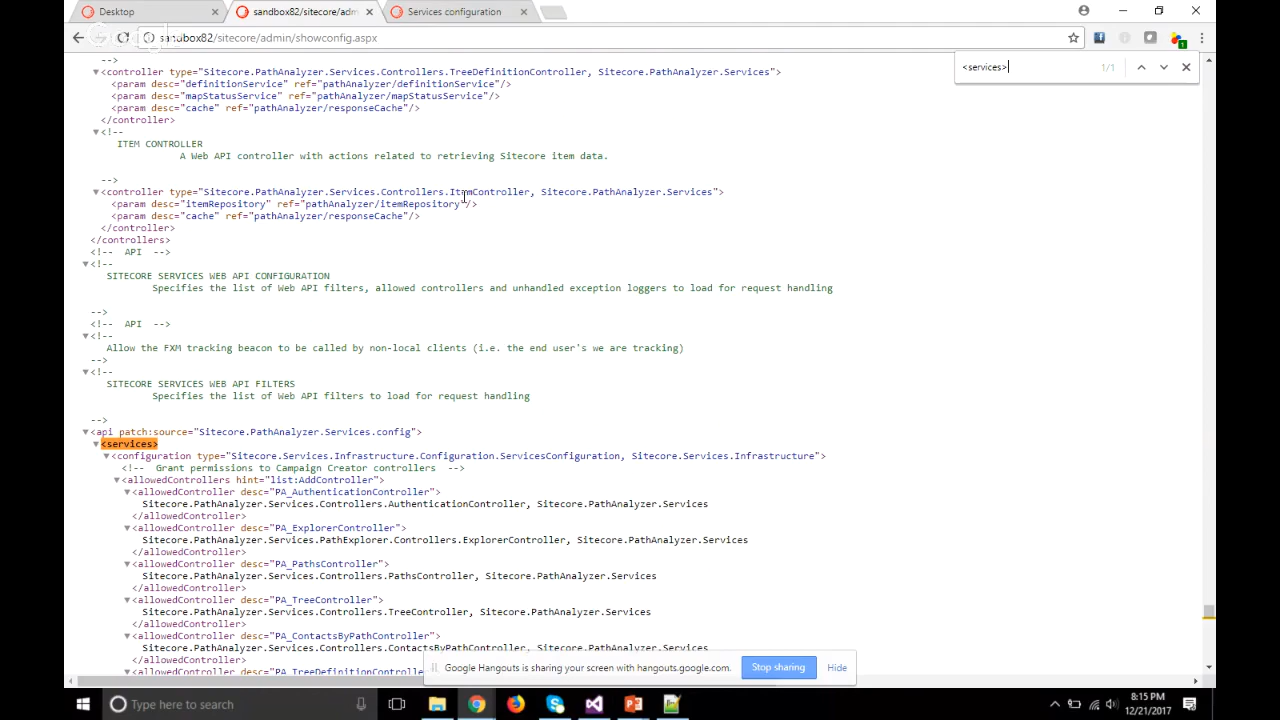 Desktop
sandbox82/sitecore/adm
Services configuration
sandbox82/sitecore/admin/showconfig.aspx
<services>
1/1
-->
▼<controller type="Sitecore.PathAnalyzer.Services.Controllers.TreeDefinitionController, Sitecore.PathAnalyzer.Services">
<param desc="definitionService" ref="pathAnalyzer/definitionService"/>
<param desc="mapStatusService" ref="pathAnalyzer/mapStatusService"/>
<param desc="cache" ref="pathAnalyzer/responseCache"/>
</controller>
▼<!--
ITEM CONTROLLER
A Web API controller with actions related to retrieving Sitecore item data.
-->
▼<controller type="Sitecore.PathAnalyzer.Services.Controllers.ItemController, Sitecore.PathAnalyzer.Services">
<param desc="itemRepository" ref="pathAnalyzer/itemRepository"/>
<param desc="cache" ref="pathAnalyzer/responseCache"/>
</controller>
</controllers>
<!-- API -->
▼<!--
SITECORE SERVICES WEB API CONFIGURATION
Specifies the list of Web API filters, allowed controllers and unhandled exception loggers to load for request handling
-->
<!-- API -->
▼<!--
Allow the FXM tracking beacon to be called by non-local clients (i.e. the end user's we are tracking)
-->
▼<!--
SITECORE SERVICES WEB API FILTERS
Specifies the list of Web API filters to load for request handling
-->
▼<api patch:source="Sitecore.PathAnalyzer.Services.config">
▼<services>
▼<configuration type="Sitecore.Services.Infrastructure.Configuration.ServicesConfiguration, Sitecore.Services.Infrastructure">
<!-- Grant permissions to Campaign Creator controllers -->
▼<allowedControllers hint="list:AddController">
▼<allowedController desc="PA_AuthenticationController">
Sitecore.PathAnalyzer.Services.Controllers.AuthenticationController, Sitecore.PathAnalyzer.Services
</allowedController>
▼<allowedController desc="PA_ExplorerController">
Sitecore.PathAnalyzer.Services.PathExplorer.Controllers.ExplorerController, Sitecore.PathAnalyzer.Services
</allowedController>
▼<allowedController desc="PA_PathsController">
Sitecore.PathAnalyzer.Services.Controllers.PathsController, Sitecore.PathAnalyzer.Services
</allowedController>
▼<allowedController desc="PA_TreeController">
Sitecore.PathAnalyzer.Services.Controllers.TreeController, Sitecore.PathAnalyzer.Services
</allowedController>
▼<allowedController desc="PA_ContactsByPathController">
Sitecore.PathAnalyzer.Services.Controllers.ContactsByPathController, Sitecore.PathAnalyzer.Services
</allowedController>
▼<allowedController desc="PA_TreeDefinitionController">
Google Hangouts is sharing your screen with hangouts.google.com.
Stop sharing
Hide
Type here to search
8:15 PM
12/21/2017